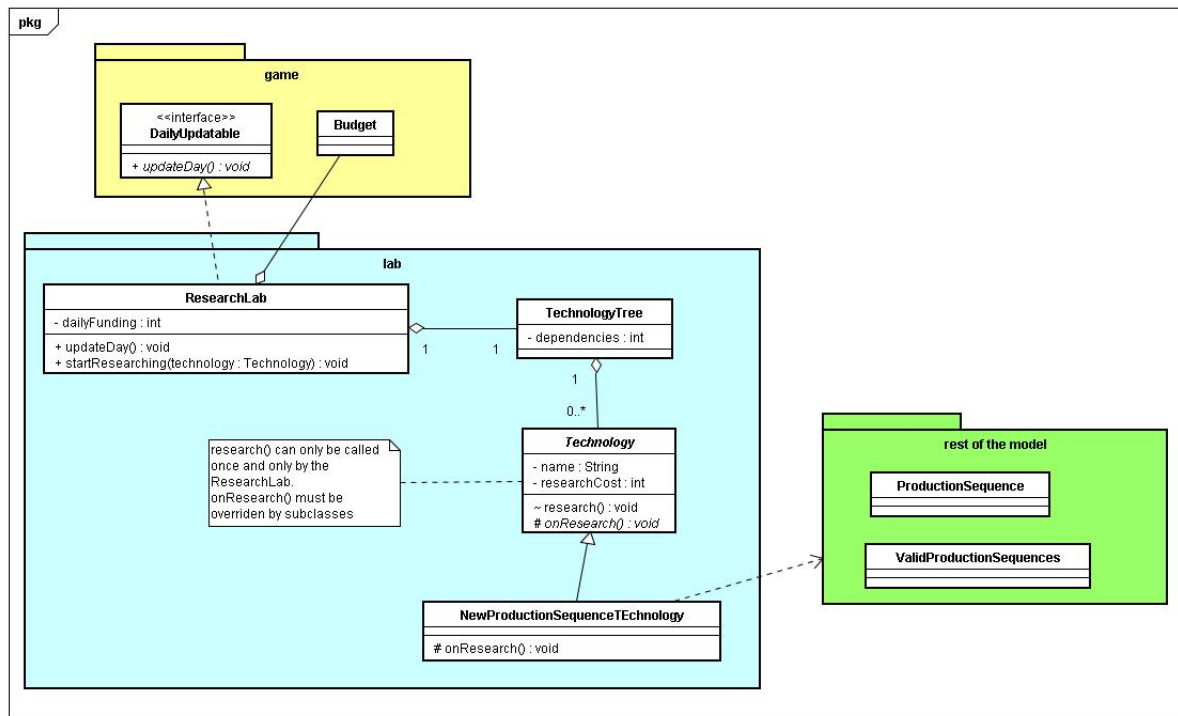 pkg
game
<<interface>>
DailyUpdatable
+ updateDay() : void
Budget
lab
ResearchLab
- dailyFunding : int
+ updateDay() : void
+ startResearching(technology : Technology) : void
1
1
TechnologyTree
- dependencies : int
1
0..*
research() can only be called
once and only by the
ResearchLab.
onResearch() must be
overriden by subclasses
Technology
- name : String
- researchCost : int
~ research() : void
# onResearch() : void
NewProductionSequenceTEchnology
# onResearch() : void
rest of the model
ProductionSequence
ValidProductionSequences